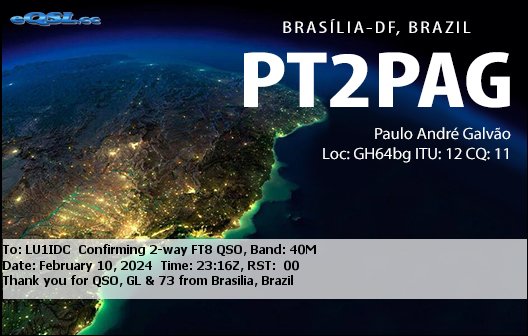 eQSL.cc
BRASÍLIA-DF, BRAZIL
PT2PAG
Paulo André Galvão
Loc: GH64bg ITU: 12 CQ: 11
To: LU1IDC Confirming 2-way FT8 QSO, Band: 40M
Date: February 10, 2024 Time: 23:16Z, RST: 00
Thank you for QSO, GL & 73 from Brasilia, Brazil